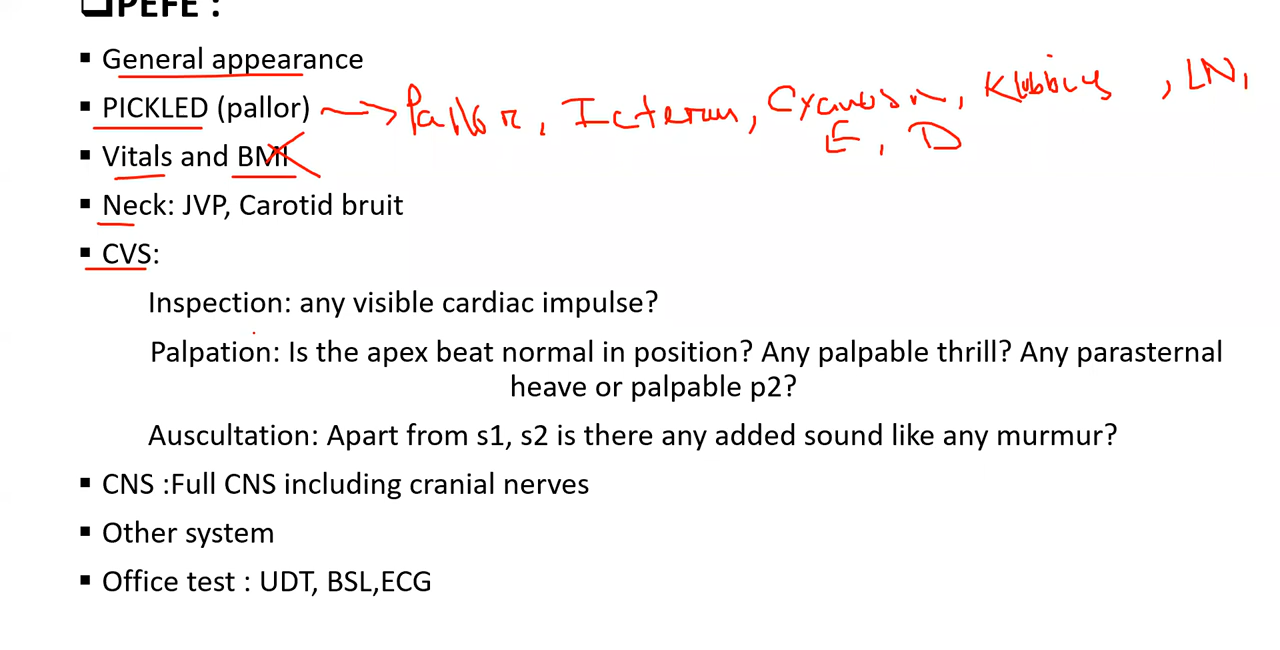 ❑PEFE :
▪ General appearance
▪ PICKLED (pallor) → Pallor, Icterus, Cyanosis, Klubbing, LN,
E, D
▪ Vitals and BMI
▪ Neck: JVP, Carotid bruit
▪ CVS:
Inspection: any visible cardiac impulse?
Palpation: Is the apex beat normal in position? Any palpable thrill? Any parasternal
heave or palpable p2?
Auscultation: Apart from s1, s2 is there any added sound like any murmur?
▪ CNS :Full CNS including cranial nerves
▪ Other system
▪ Office test : UDT, BSL,ECG